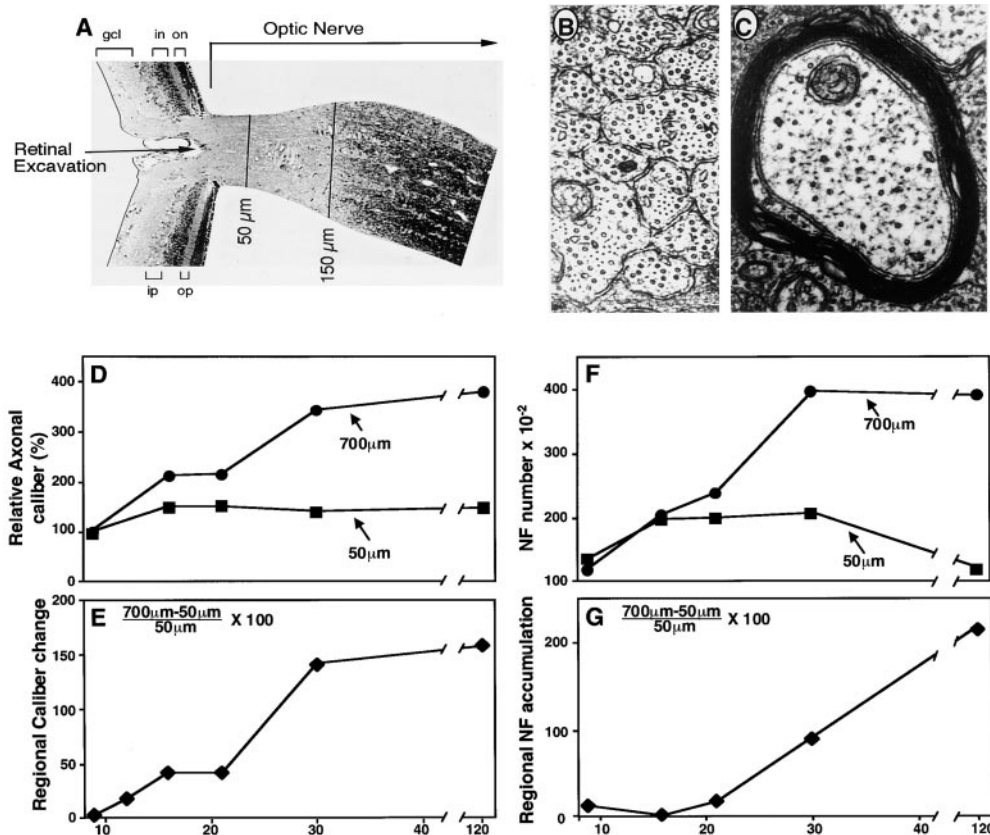 A
gcl in on
Optic Nerve
Retinal
Excavation
50 µm
150 µm
ip op
B
C
D
Relative Axonal
caliber (%)
400
300
200
100
0
700µm
50µm
E
700µm-50µm
50µm
X 100
Regional Caliber change
200
150
100
50
0
10 20 30 40 120
F
NF number x 10-2
400
300
200
100
700µm
50µm
G
700µm-50µm
50µm
X 100
Regional NF accumulation
200
100
0
10 20 30 40 120